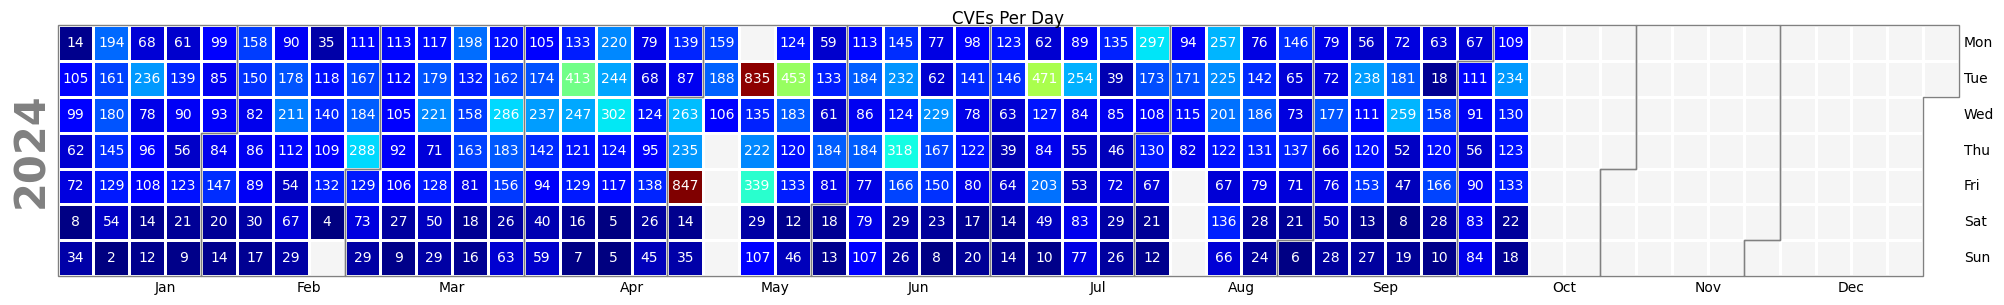 CVEs Per Day
14 194 68 61 99 158 90 35 111 113 117 198 120 105 133 220 79 139 159 124 59 113 145 77 98 123 62 89 135 297 94 257 76 146 79 56 72 63 67 109 Mon
105 161 236 139 85 150 178 118 167 112 179 132 162 174 413 244 68 87 188 835 453 133 184 232 62 141 146 471 254 39 173 171 225 142 65 72 238 181 18 111 234 Tue
99 180 78 90 93 82 211 140 184 105 221 158 286 237 247 302 124 263 106 135 183 61 86 124 229 78 63 127 84 85 108 115 201 186 73 177 111 259 158 91 130 Wed
62 145 96 56 84 86 112 109 288 92 71 163 183 142 121 124 95 235 222 120 184 184 318 167 122 39 84 55 46 130 82 122 131 137 66 120 52 120 56 123 Thu
72 129 108 123 147 89 54 132 129 106 128 81 156 94 129 117 138 847 339 133 81 77 166 150 80 64 203 53 72 67 67 79 71 76 153 47 166 90 133 Fri
8 54 14 21 20 30 67 4 73 27 50 18 26 40 16 5 26 14 29 12 18 79 29 23 17 14 49 83 29 21 136 28 21 50 13 8 28 83 22 Sat
34 2 12 9 14 17 29 29 9 29 16 63 59 7 5 45 35 107 46 13 107 26 8 20 14 10 77 26 12 66 24 6 28 27 19 10 84 18 Sun
2024
Jan Feb Mar Apr May Jun Jul Aug Sep Oct Nov Dec